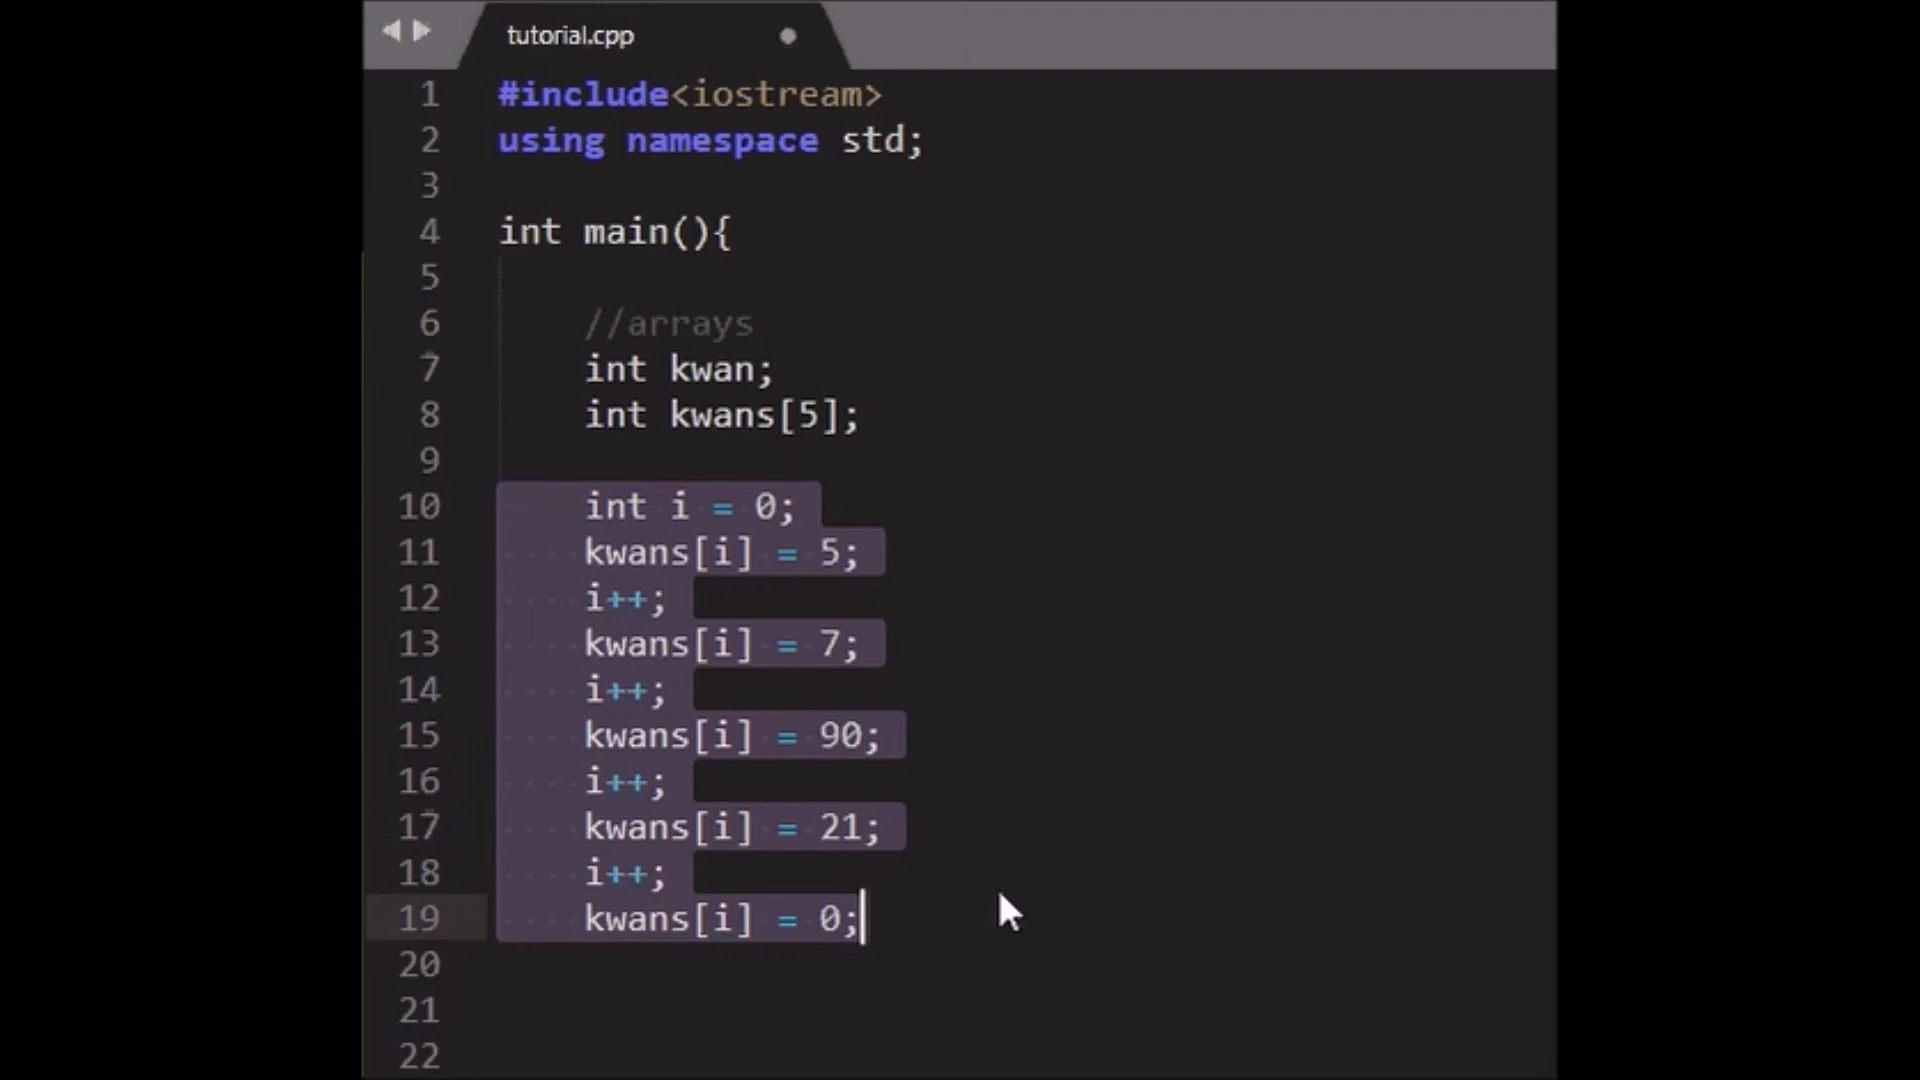 tutorial.cpp
1 #include<iostream>
2 using namespace std;
3
4 int main(){
5
6 //arrays
7 int kwan;
8 int kwans[5];
9
10 int i = 0;
11 kwans[i] = 5;
12 i++;
13 kwans[i] = 7;
14 i++;
15 kwans[i] = 90;
16 i++;
17 kwans[i] = 21;
18 i++;
19 kwans[i] = 0;
20
21
22